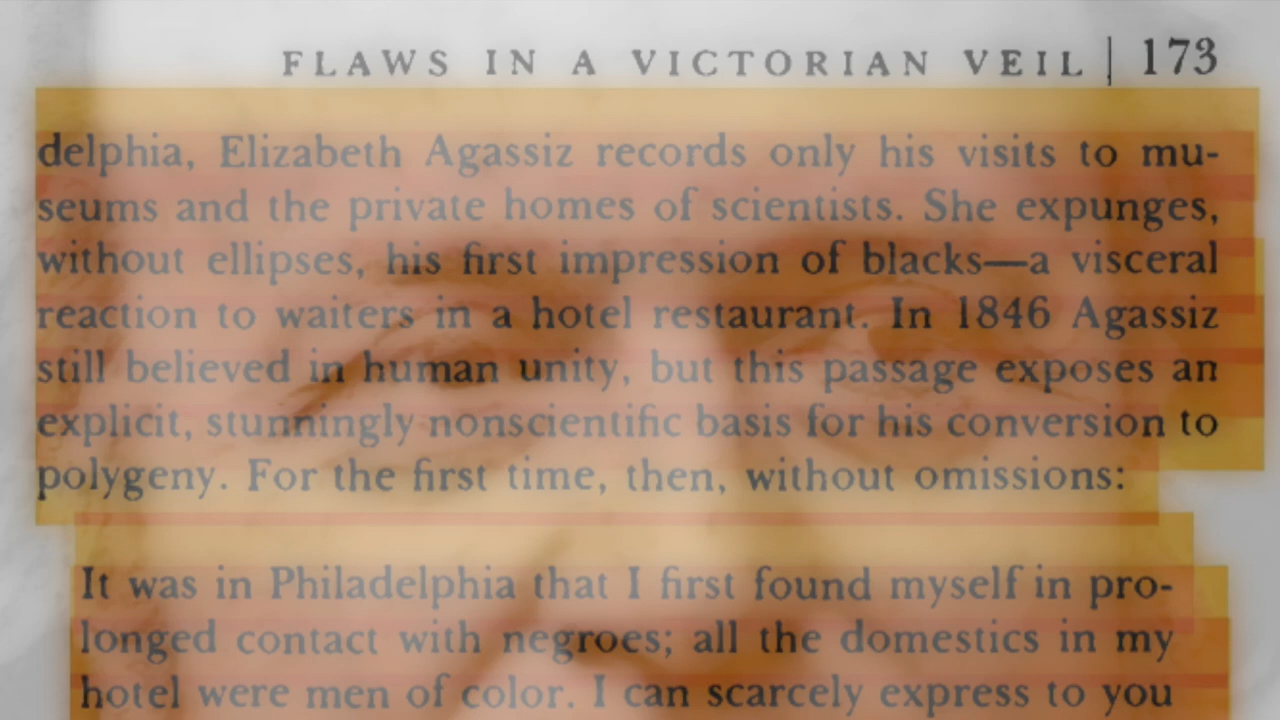 FLAWS IN A VICTORIAN VEIL | 173
delphia, Elizabeth Agassiz records only his visits to mu-
seums and the private homes of scientists. She expunges,
without ellipses, his first impression of blacks—a visceral
reaction to waiters in a hotel restaurant. In 1846 Agassiz
still believed in human unity, but this passage exposes an
explicit, stunningly nonscientific basis for his conversion to
polygeny. For the first time, then, without omissions:
It was in Philadelphia that I first found myself in pro-
longed contact with negroes; all the domestics in my
hotel were men of color. I can scarcely express to you